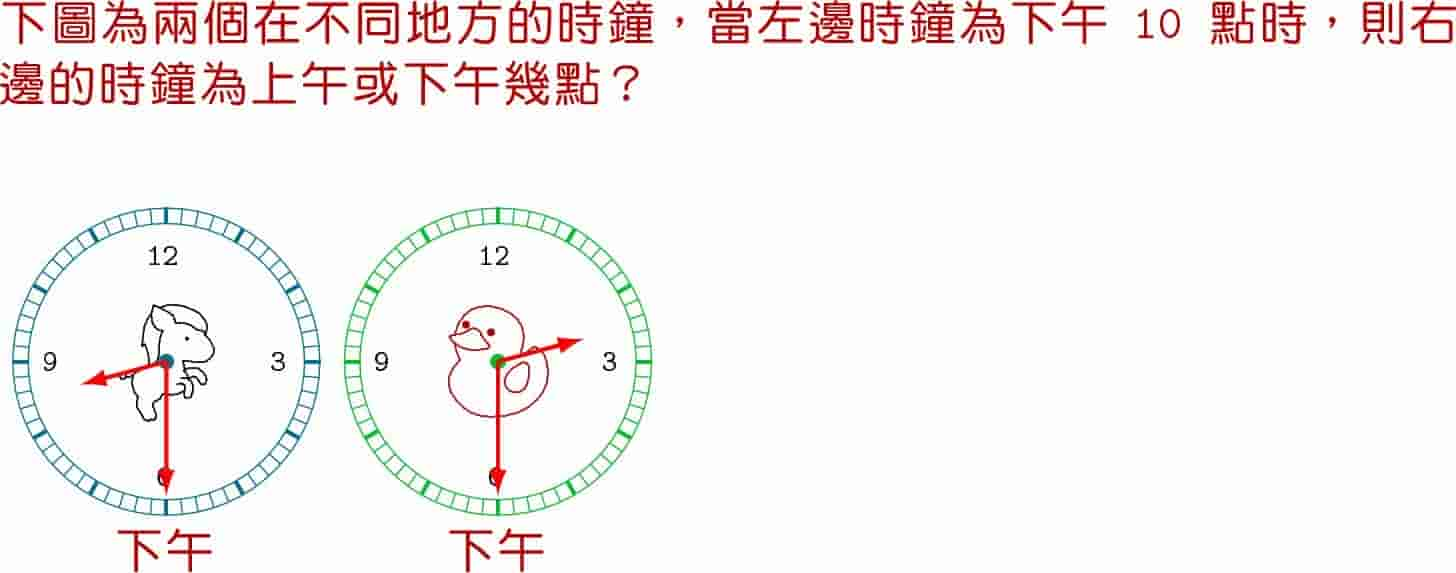 下圖為兩個在不同地方的時鐘，當左邊時鐘為下午 10 點時，則右
邊的時鐘為上午或下午幾點？
12 12
9 3 9 3
6 6
下午 下午